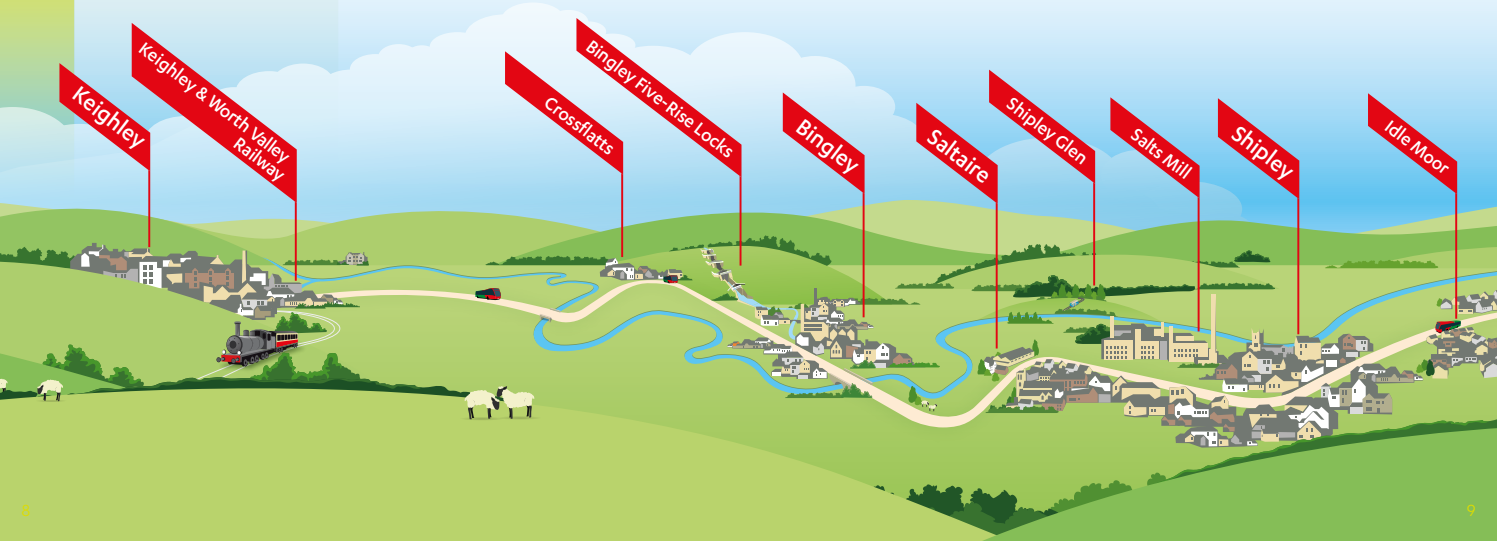 Keighley
Keighley & Worth Valley
Railway
Crossflatts
Bingley Five-Rise Locks
Bingley
Saltaire
Shipley Glen
Salts Mill
Shipley
Idle Moor
8
9